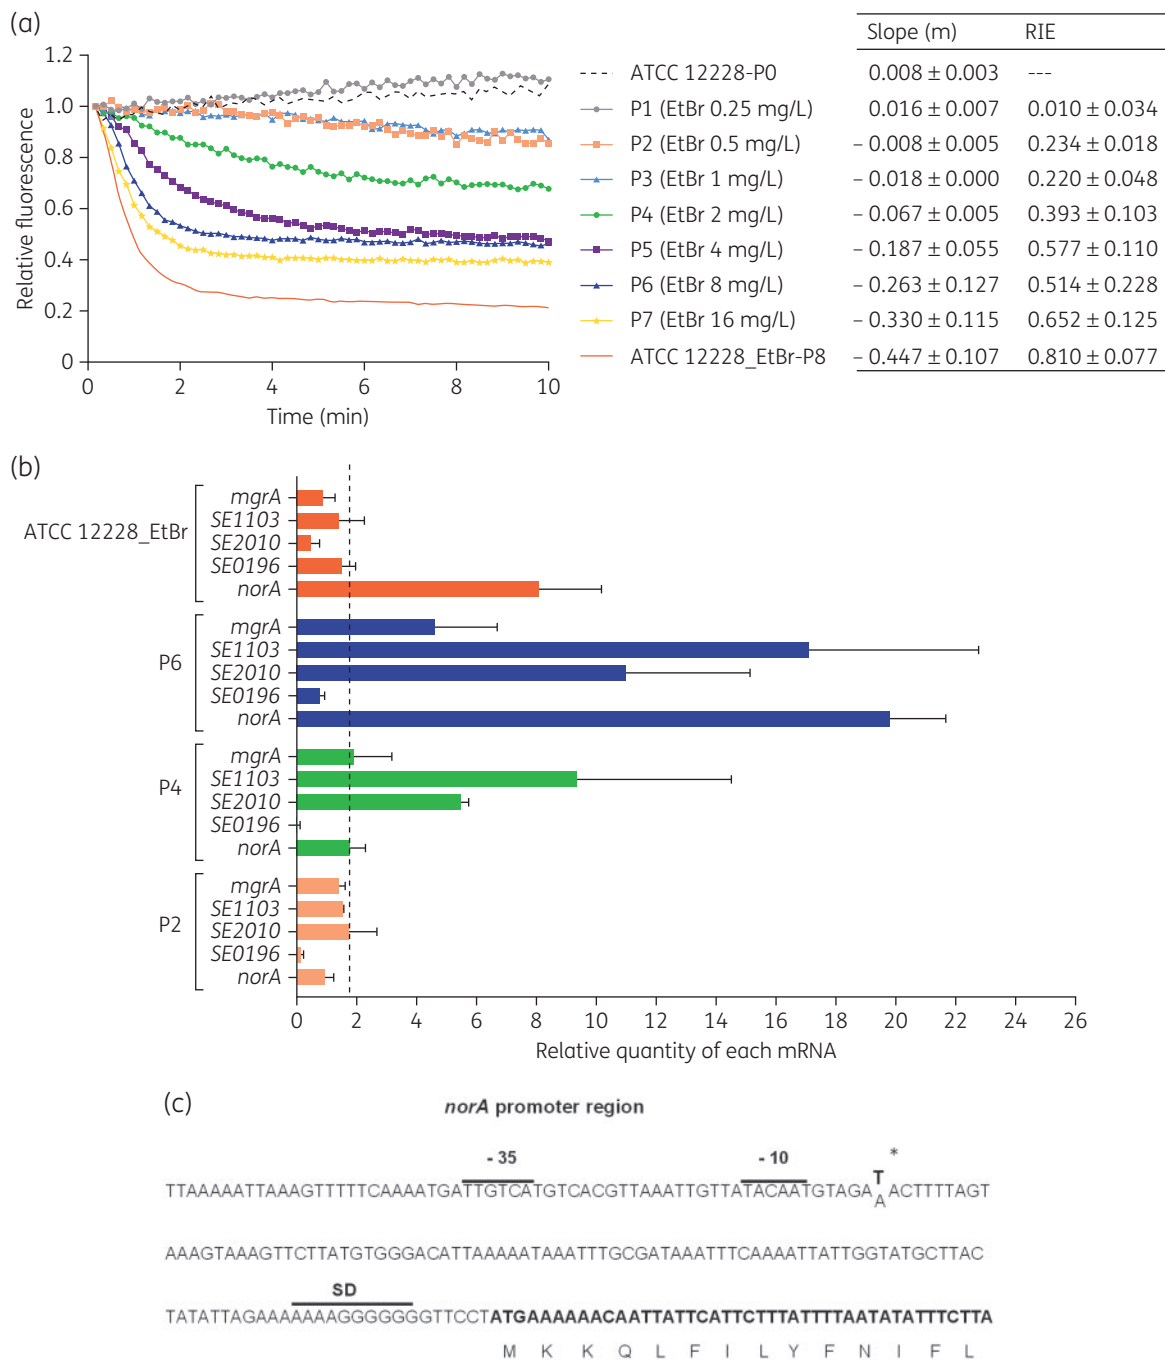 (a)
Slope (m) RIE
1.2
1.0
0.8
0.6
0.4
0.2
0
Relative fluorescence
0 2 4 6 8 10
Time (min)
ATCC 12228-P0 0.008 ± 0.003 ---
P1 (EtBr 0.25 mg/L) 0.016 ± 0.007 0.010 ± 0.034
P2 (EtBr 0.5 mg/L) – 0.008 ± 0.005 0.234 ± 0.018
P3 (EtBr 1 mg/L) – 0.018 ± 0.000 0.220 ± 0.048
P4 (EtBr 2 mg/L) – 0.067 ± 0.005 0.393 ± 0.103
P5 (EtBr 4 mg/L) – 0.187 ± 0.055 0.577 ± 0.110
P6 (EtBr 8 mg/L) – 0.263 ± 0.127 0.514 ± 0.228
P7 (EtBr 16 mg/L) – 0.330 ± 0.115 0.652 ± 0.125
ATCC 12228_EtBr-P8 – 0.447 ± 0.107 0.810 ± 0.077
(b)
ATCC 12228_EtBr
mgrA
SE1103
SE2010
SE0196
norA
P6
mgrA
SE1103
SE2010
SE0196
norA
P4
mgrA
SE1103
SE2010
SE0196
norA
P2
mgrA
SE1103
SE2010
SE0196
norA
0 2 4 6 8 10 12 14 16 18 20 22 24 26
Relative quantity of each mRNA
(c)
norA promoter region
- 35 - 10 *
TTAAAAATTAAAGTTTTTCAAAATGATTGTCATGTCACGTTAAATTGTTATACAATGTAGA T AACTTTTAGT
A
AAAGTAAAGTTCTTATGTGGGACATTAAAAATAAATTTGCGATAAATTTCAAAATTATTGGTATGCTTAC
SD
TATATTAGAAAAAAAGGGGGGGTTCCTATGAAAAAACAATTATTCATTCTTTATTTTAATATATTTCTTA
M K K Q L F I L Y F N I F L